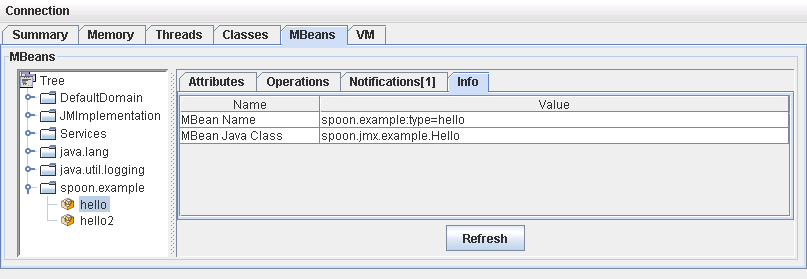 Connection
Summary Memory Threads Classes MBeans VM
MBeans
Tree
DefaultDomain
JMImplementation
Services
java.lang
java.util.logging
spoon.example
hello
hello2
Attributes Operations Notifications[1] Info
Name Value
MBean Name spoon.example:type=hello
MBean Java Class spoon.jmx.example.Hello
Refresh